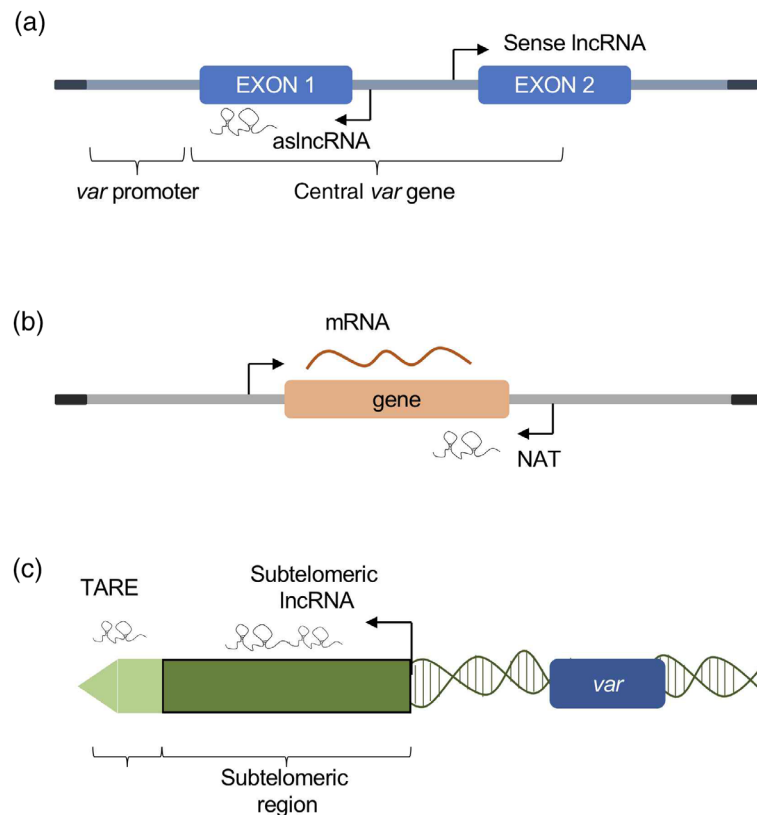 (a)
Sense lncRNA
EXON 1
EXON 2
aslncRNA
var promoter
Central var gene
(b)
mRNA
gene
NAT
(c)
TARE
Subtelomeric
lncRNA
var
Subtelomeric
region